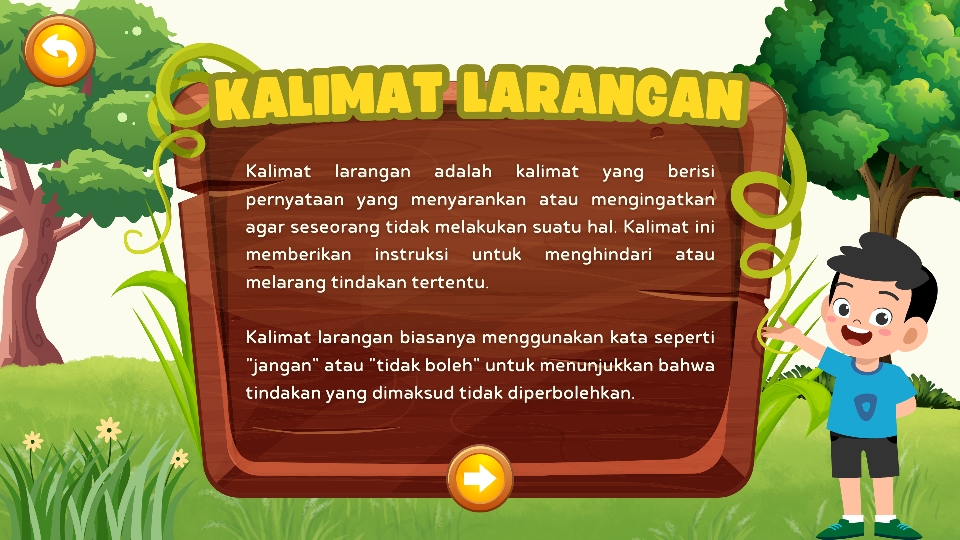 KALIMAT LARANGAN
Kalimat larangan adalah kalimat yang berisi
pernyataan yang menyarankan atau mengingatkan
agar seseorang tidak melakukan suatu hal. Kalimat ini
memberikan instruksi untuk menghindari atau
melarang tindakan tertentu.
Kalimat larangan biasanya menggunakan kata seperti
"jangan" atau "tidak boleh" untuk menunjukkan bahwa
tindakan yang dimaksud tidak diperbolehkan.